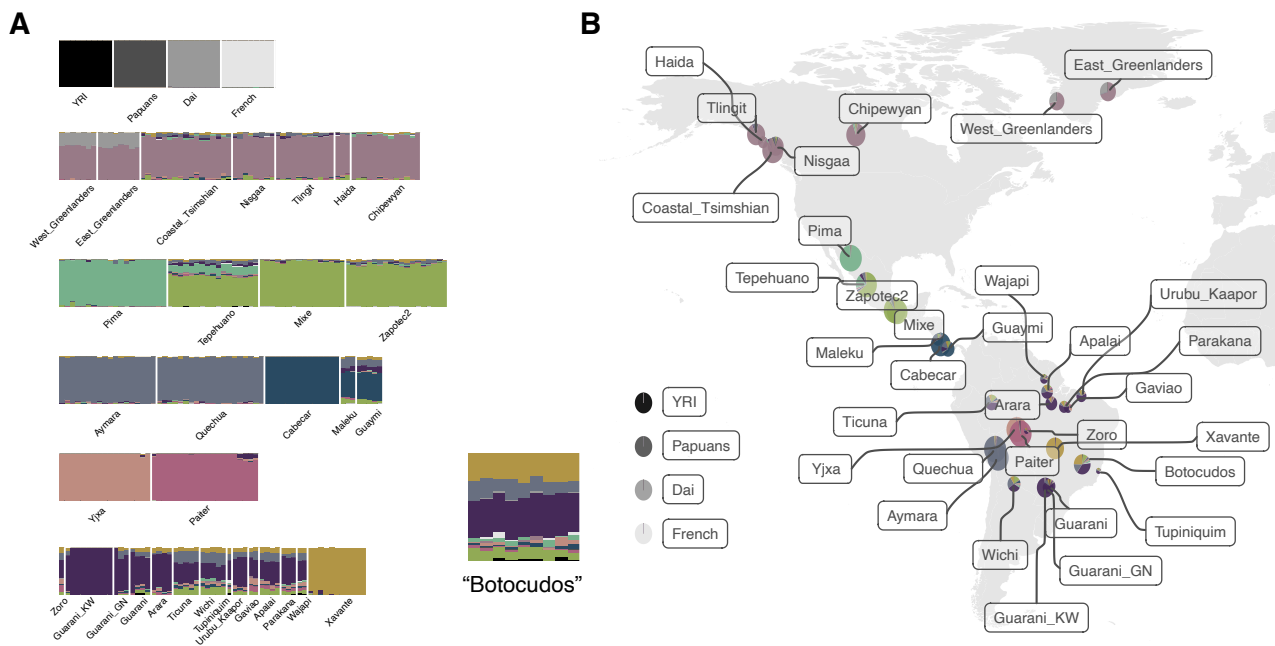 A
YRI
Papuans
Dai
French
West_Greenlanders
East_Greenlanders
Coastal_Tsimshian
Nisgaa
Tlingit
Haida
Chipewyan
Pima
Tepehuano
Mixe
Zapotec2
Aymara
Quechua
Cabecar
Maleku
Guaymi
Yjxa
Paiter
Zoro
Guarani_KW
Guarani_GN
Guarani
Arara
Ticuna
Wichi
Tupiniquim
Urubu_Kaapor
Gaviao
Apalai
Parakana
Wajapi
Xavante
“Botocudos”
B
Haida
East_Greenlanders
Tlingit
Chipewyan
West_Greenlanders
Nisgaa
Coastal_Tsimshian
Pima
Tepehuano
Wajapi
Zapotec2
Urubu_Kaapor
Mixe
Guaymi
Maleku
Apalai
Parakana
Cabecar
Gaviao
YRI
Arara
Ticuna
Zoro
Xavante
Papuans
Yjxa
Quechua
Paiter
Botocudos
Dai
Aymara
Guarani
Tupiniquim
French
Wichi
Guarani_GN
Guarani_KW